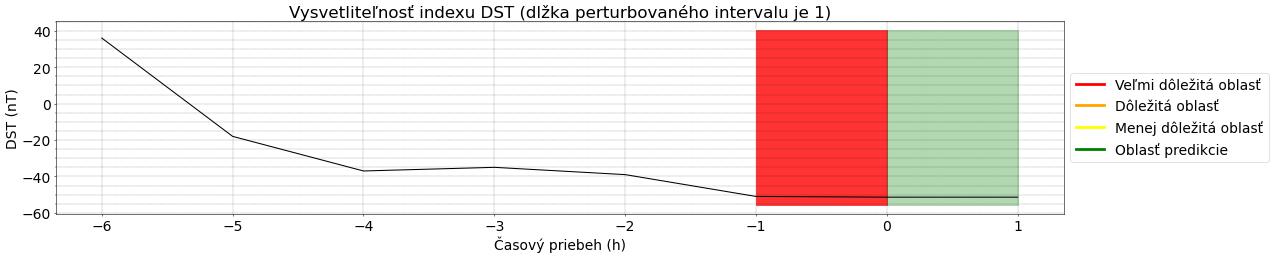 Vysvetliteľnosť indexu DST (dlžka perturbovaného intervalu je 1)
DST (nT)
40
20
0
−20
−40
−60
−6 −5 −4 −3 −2 −1 0 1
Časový priebeh (h)
Veľmi dôležitá oblasť
Dôležitá oblasť
Menej dôležitá oblasť
Oblasť predikcie